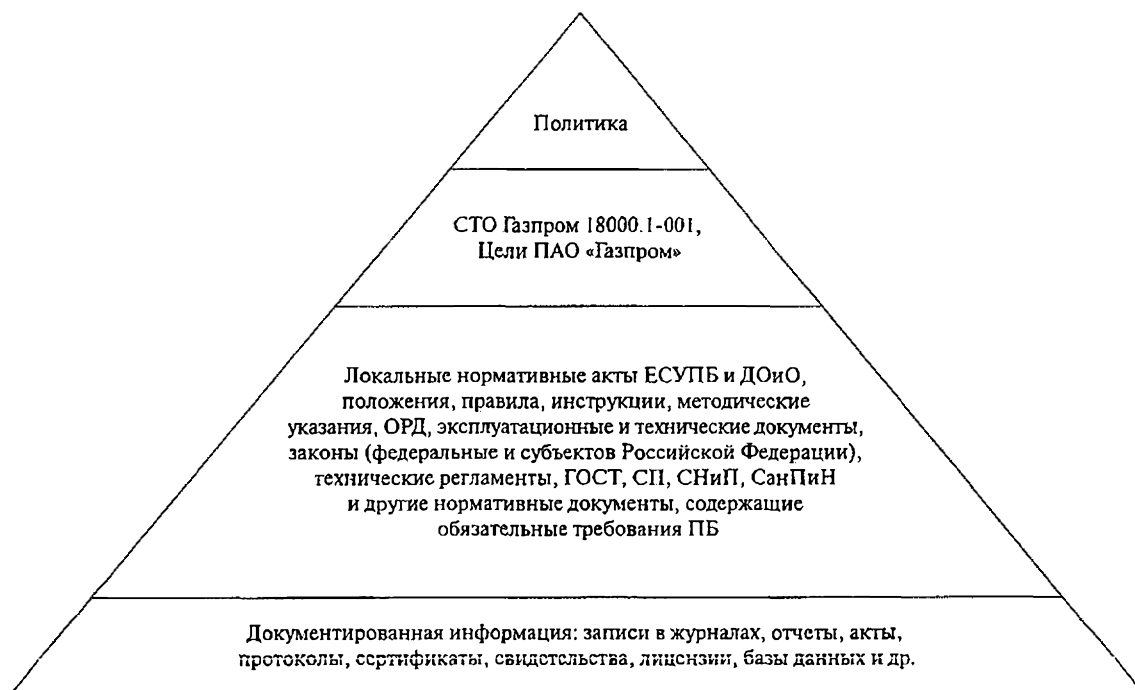 Политика
СТО Газпром 18000.1-001,
Цели ПАО «Газпром»
Локальные нормативные акты ЕСУПБ и ДОиО,
положения, правила, инструкции, методические
указания, ОРД, эксплуатационные и технические документы,
законы (федеральные и субъектов Российской Федерации),
технические регламенты, ГОСТ, СП, СНиП, СанПиН
и другие нормативные документы, содержащие
обязательные требования ПБ
Документированная информация: записи в журналах, отчеты, акты,
протоколы, сертификаты, свидетельства, лицензии, базы данных и др.